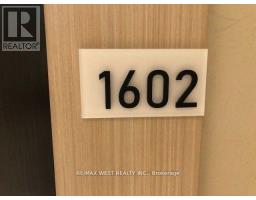 REALTOR®
1602
RE/MAX WEST REALTY INC., Brokerage